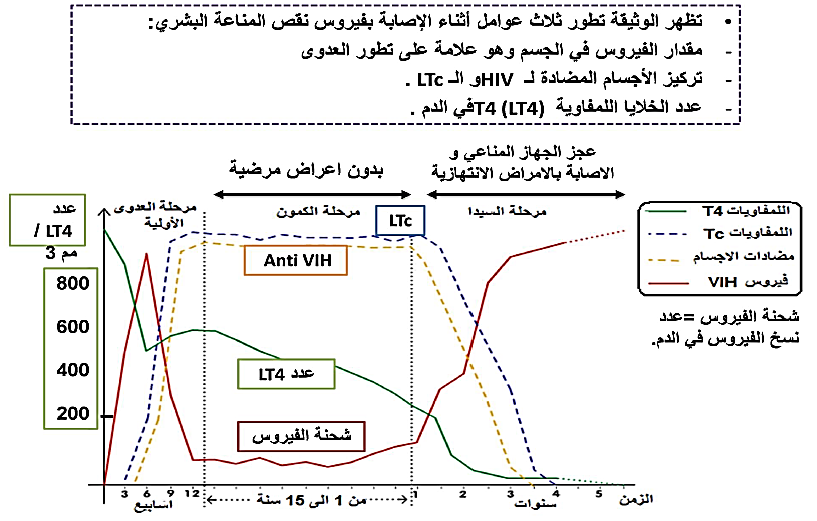 • تظهر الوثيقة تطور ثلاث عوامل أثناء الإصابة بفيروس نقص المناعة البشري:
- مقدار الفيروس في الجسم وهو علامة على تطور العدوى
- تركيز الأجسام المضادة لـ HIVو الـ LTc .
- عدد الخلايا اللمفاوية T4 (LT4)في الدم .
عجز الجهاز المناعي و
الاصابة بالامراض الانتهازية
بدون اعراض مرضية
مرحلة العدوى
الأولية
مرحلة الكمون
مرحلة السيدا
عدد
LT4 /
مم 3
800
600
400
200
LTc
Anti VIH
عدد LT4
شحنة الفيروس
اللمفاويات T4
اللمفاويات Tc
مضادات الاجسام
فيروس VIH
شحنة الفيروس =عدد
نسخ الفيروس في الدم.
3 6 9 12
اسابيع
من 1 الى 15 سنة
1 2 3 4 5 الزمن
سنوات